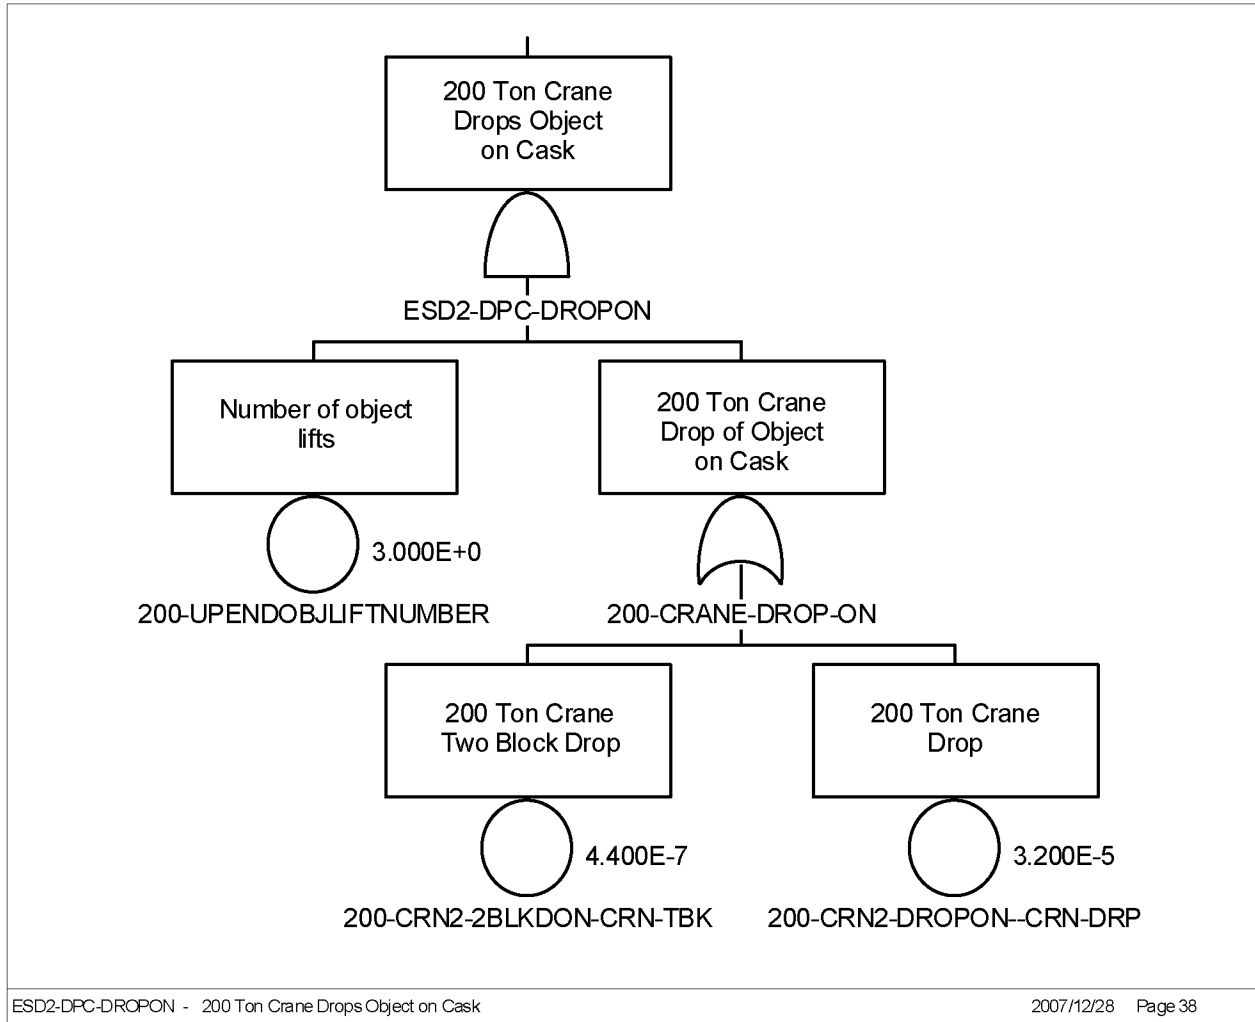 200 Ton Crane
Drops Object
on Cask
ESD2-DPC-DROPON
Number of object
lifts
3.000E+0
200-UPENDOBJLIFTNUMBER
200 Ton Crane
Drop of Object
on Cask
200-CRANE-DROP-ON
200 Ton Crane
Two Block Drop
4.400E-7
200-CRN2-2BLKDON-CRN-TBK
200 Ton Crane
Drop
3.200E-5
200-CRN2-DROPON--CRN-DRP
ESD2-DPC-DROPON - 200 Ton Crane Drops Object on Cask
2007/12/28 Page 38